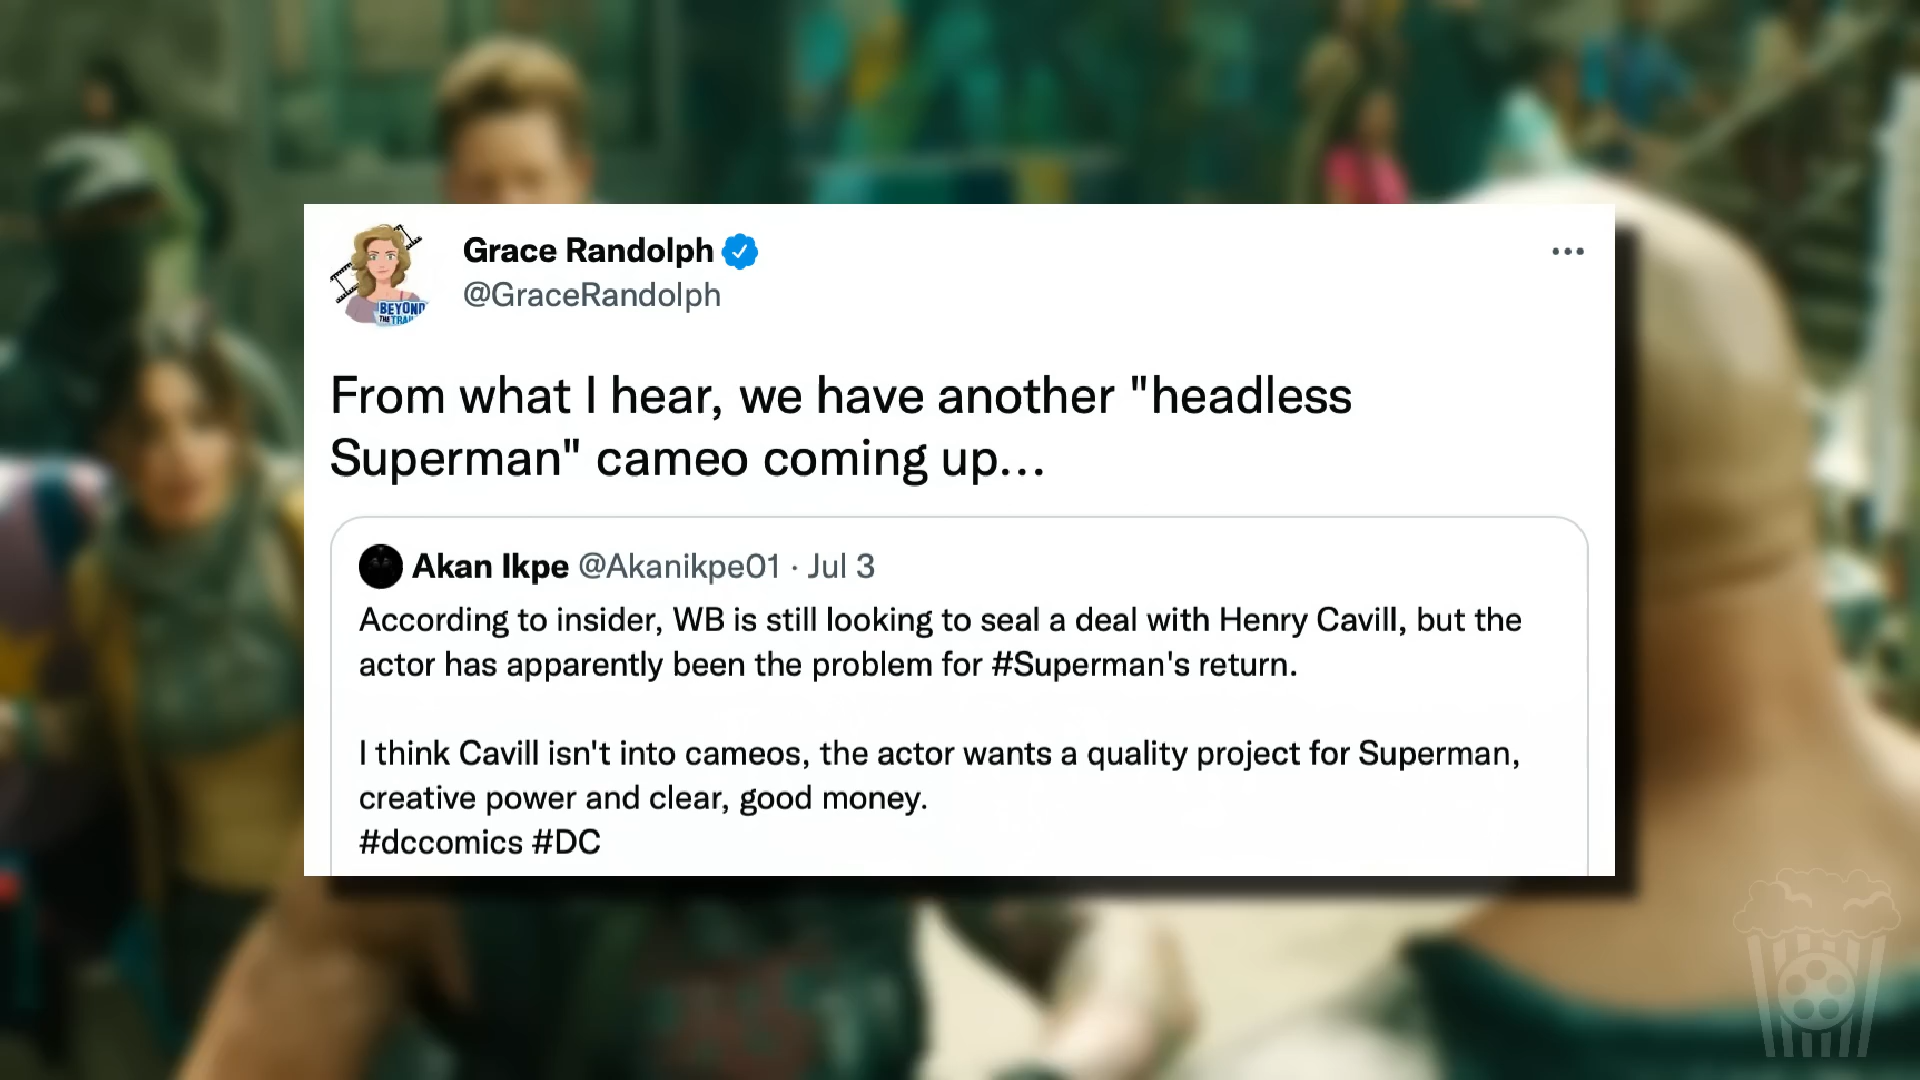 Grace Randolph
@GraceRandolph
From what I hear, we have another "headless
Superman" cameo coming up...
Akan Ikpe @Akanikpe01 · Jul 3
According to insider, WB is still looking to seal a deal with Henry Cavill, but the
actor has apparently been the problem for #Superman's return.
I think Cavill isn't into cameos, the actor wants a quality project for Superman,
creative power and clear, good money.
#dccomics #DC
BEYOND
THE TRAI